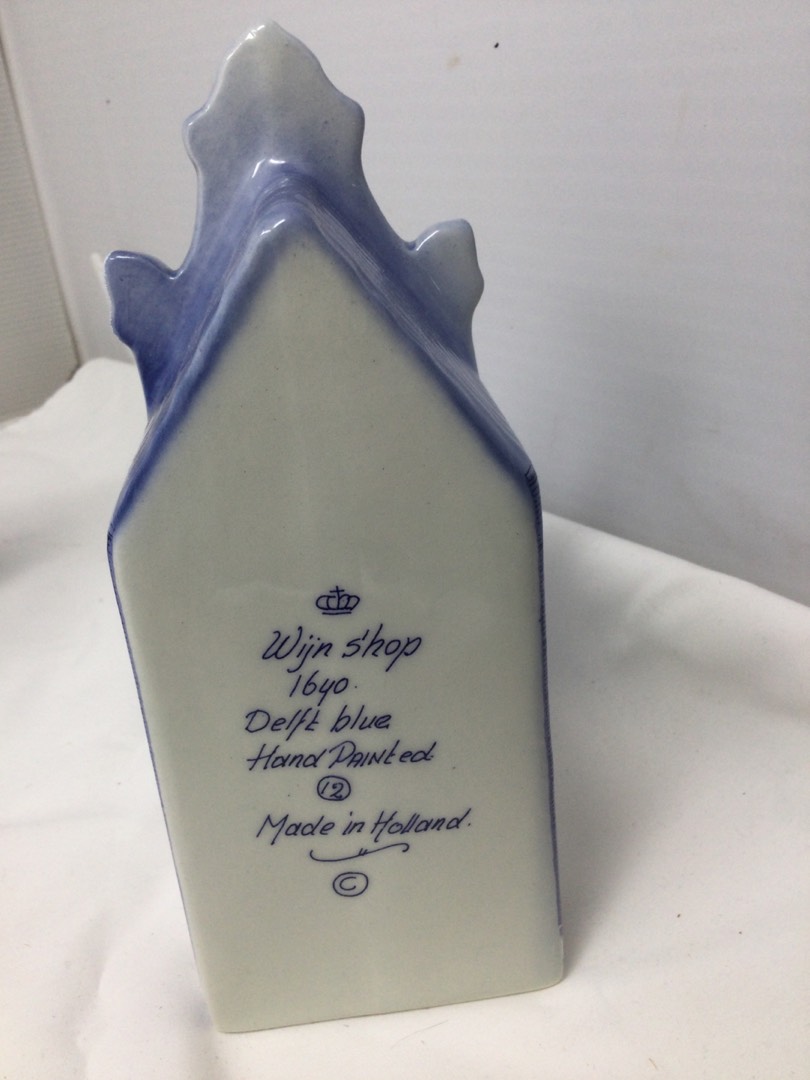 Wijn s'hop
1640.
Delft blue
Hand PAINted
12
Made in Holland.
©